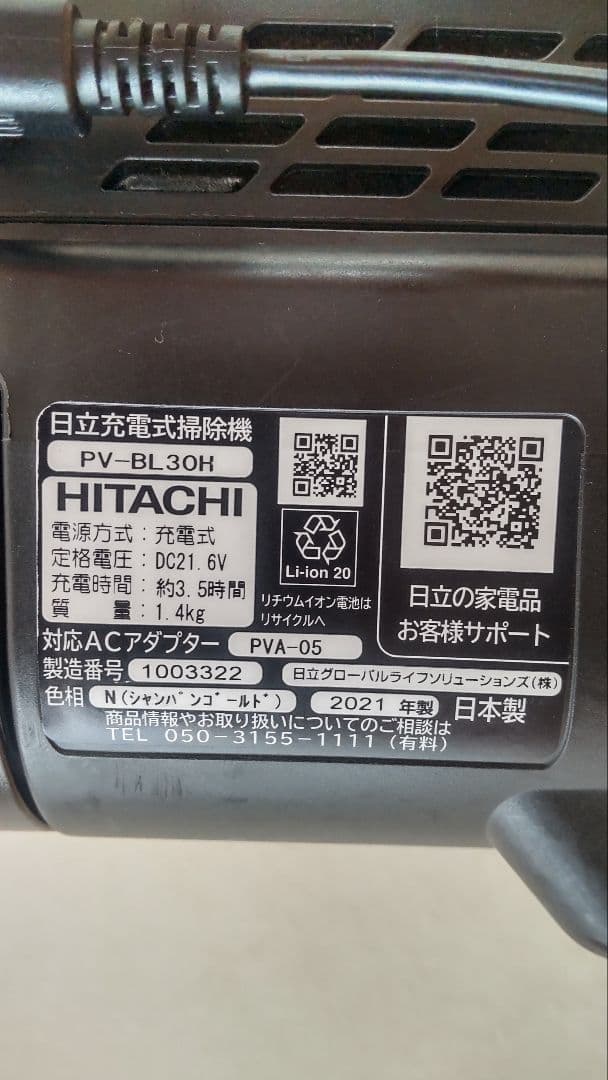 日立充電式掃除機
PV-BL30H
HITACHI
電源方式：充電式
定格電圧：DC21.6V
充電時間：約3.5時間
質　　量：1.4kg
Li-ion 20
リチウムイオン電池は
リサイクルへ
日立の家電品
お客様サポート
対応ACアダプター PVA-05
製造番号 1003322 日立グローバルライフソリューションズ(株)
色相 N(シャンパンゴールド) 2021 年製 日本製
商品情報やお取り扱いについてのご相談は
TEL 050-3155-1111(有料)